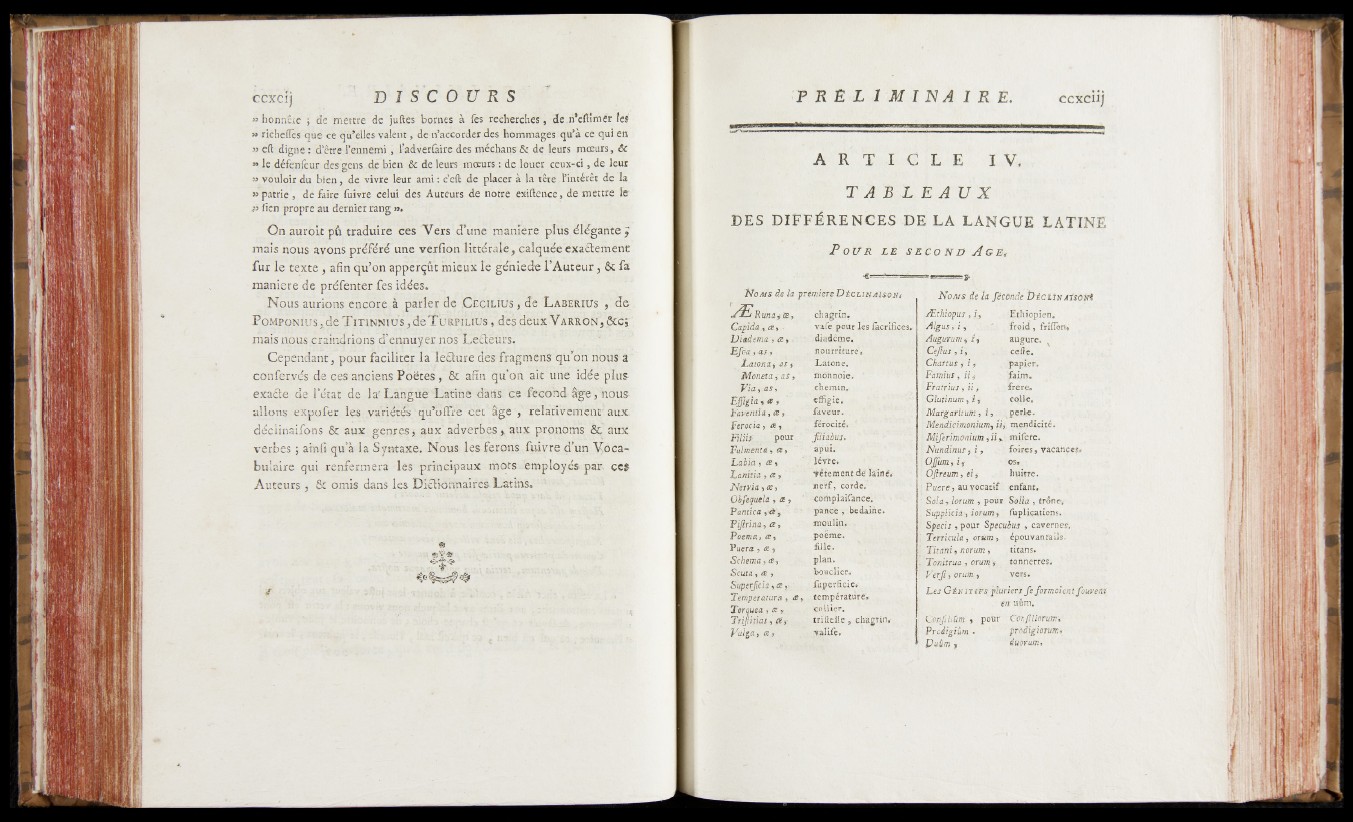 ccxcij DISCOURS
» honnête ; de mettre de juſtes bornes à ſes recherches, de n'eſtimer les
» richeſſes que ce qu'elles valent, de n'accorder des hommages qu'à ce qui en
» eſt digne : d'être l'ennemi, l'adverſaire des méchans & de leurs mœurs, &
» le défenſeur des gens de bien & de leurs mœurs : de louer ceux-ci, de leur
» vouloir du bien, de vivre leur ami : c'eſt de placer à la tête l'intérêt de la
» patrie, de faire ſuivre celui des Auteurs de notre exiſtence, de mettre le
» ſien propre au dernier rang ».
On auroit pû traduire ces Vers d'une maniere plus élégante ;
mais nous avons préféré une verſion littérale, calquée exactement
ſur le texte, afin qu'on apperçût mieux le génie de l'Auteur, & ſa
maniere de préſenter ſes idées.
Nous aurions encore à parler de CECILIUS, de LABERIUS, de
POMPONIUS, de TITINNIUS, de TURPILIUS, des deux VARRON, &c;
mais nous craindrions d'ennuyer nos Lecteurs.
Cependant, pour faciliter la lecture des fragmens qu'on nous a
conſervés de ces anciens Poëtes, & afin qu'on ait une idée plus
exacte de l'état de la Langue Latine dans ce ſecond âge, nous
allons expoſer les variétés qu'offre cet âge, relativement aux
déclinaiſons & aux genres, aux adverbes, aux pronoms & aux
verbes ; ainſi qu'à la Syntaxe. Nous les ferons ſuivre d'un Voca-
bulaire qui renfermera les principaux mots employés par ces
Auteurs, & omis dans les Dictionnaires Latins.
PRÉLIMINAIRE. ccxciij
ARTICLE IV.
TABLEAUX
DES DIFFÉRENCES DE LA LANGUE LATINE
POUR LE SECOND AGE.
NOMS de la premiere DÉCLINAISON.
ÆRuna, æ, chagrin.
Capida, æ, vaſe pour les ſacrifices.
Diadema, æ, diadême.
Eſca, as, nourriture.
Latona, as, Latone.
Moneta, as, monnoie.
Via, as, chemin.
Effigia, æ, effigie.
Faventia, æ, faveur.
Ferocia, æ, férocité.
Filiis pour filiabus.
Fulmenta, æ, apui.
Labia, æ, lévre.
Lanitia, æ, vêtement de laine.
Nervia, æ, nerf, corde.
Obſequela, æ, complaiſance.
Pantica, æ, pance, bedaine.
Piſtrina, æ, moulin.
Poema, æ, poëme.
Puera, æ, fille.
Schema, æ, plan.
Scuta, æ, bouclier.
Superficia, æ, ſuperficie.
Temperatura, æ, température.
Torquea, æ, collier.
Triſtitas, æ, triſteſſe, chagrin.
Vulga, æ, valiſe.
NOMS de la ſeconde DÉCLINAISON.
Æthiopus, i, Ethiopien.
Algus, i, froid, friſſon.
Augurum, i, augure.
Ceſtus, i, ceſte.
Chartus, i, papier.
Famius, ii, faim.
Fratrius, ii, frere.
Glutinum, i, colle.
Margaritum, i, perle.
Mendicimonium, ii, mendicité.
Miſerimonium, ii, miſere.
Nundinus, i, foires, vacances.
Oſſum, i, os.
Oſtreum, ei, huitre.
Puere, au vocatif enfant.
Sola, lorum, pour Solia, trône.
Supplicia, iorum, ſuplications.
Specis, pour Specubus, cavernes.
Terricula, orum, épouvantails.
Titani, norum, titans.
Tonitrua, orum, tonnerres.
Verſi, orum, vers.
Les GÉNITIFS pluriers ſe formoient ſouvent
en ûm.
Conſiliûm, pour Conſiliorum.
Prodigiûm. prodigiorum.
Duûm, duorum.